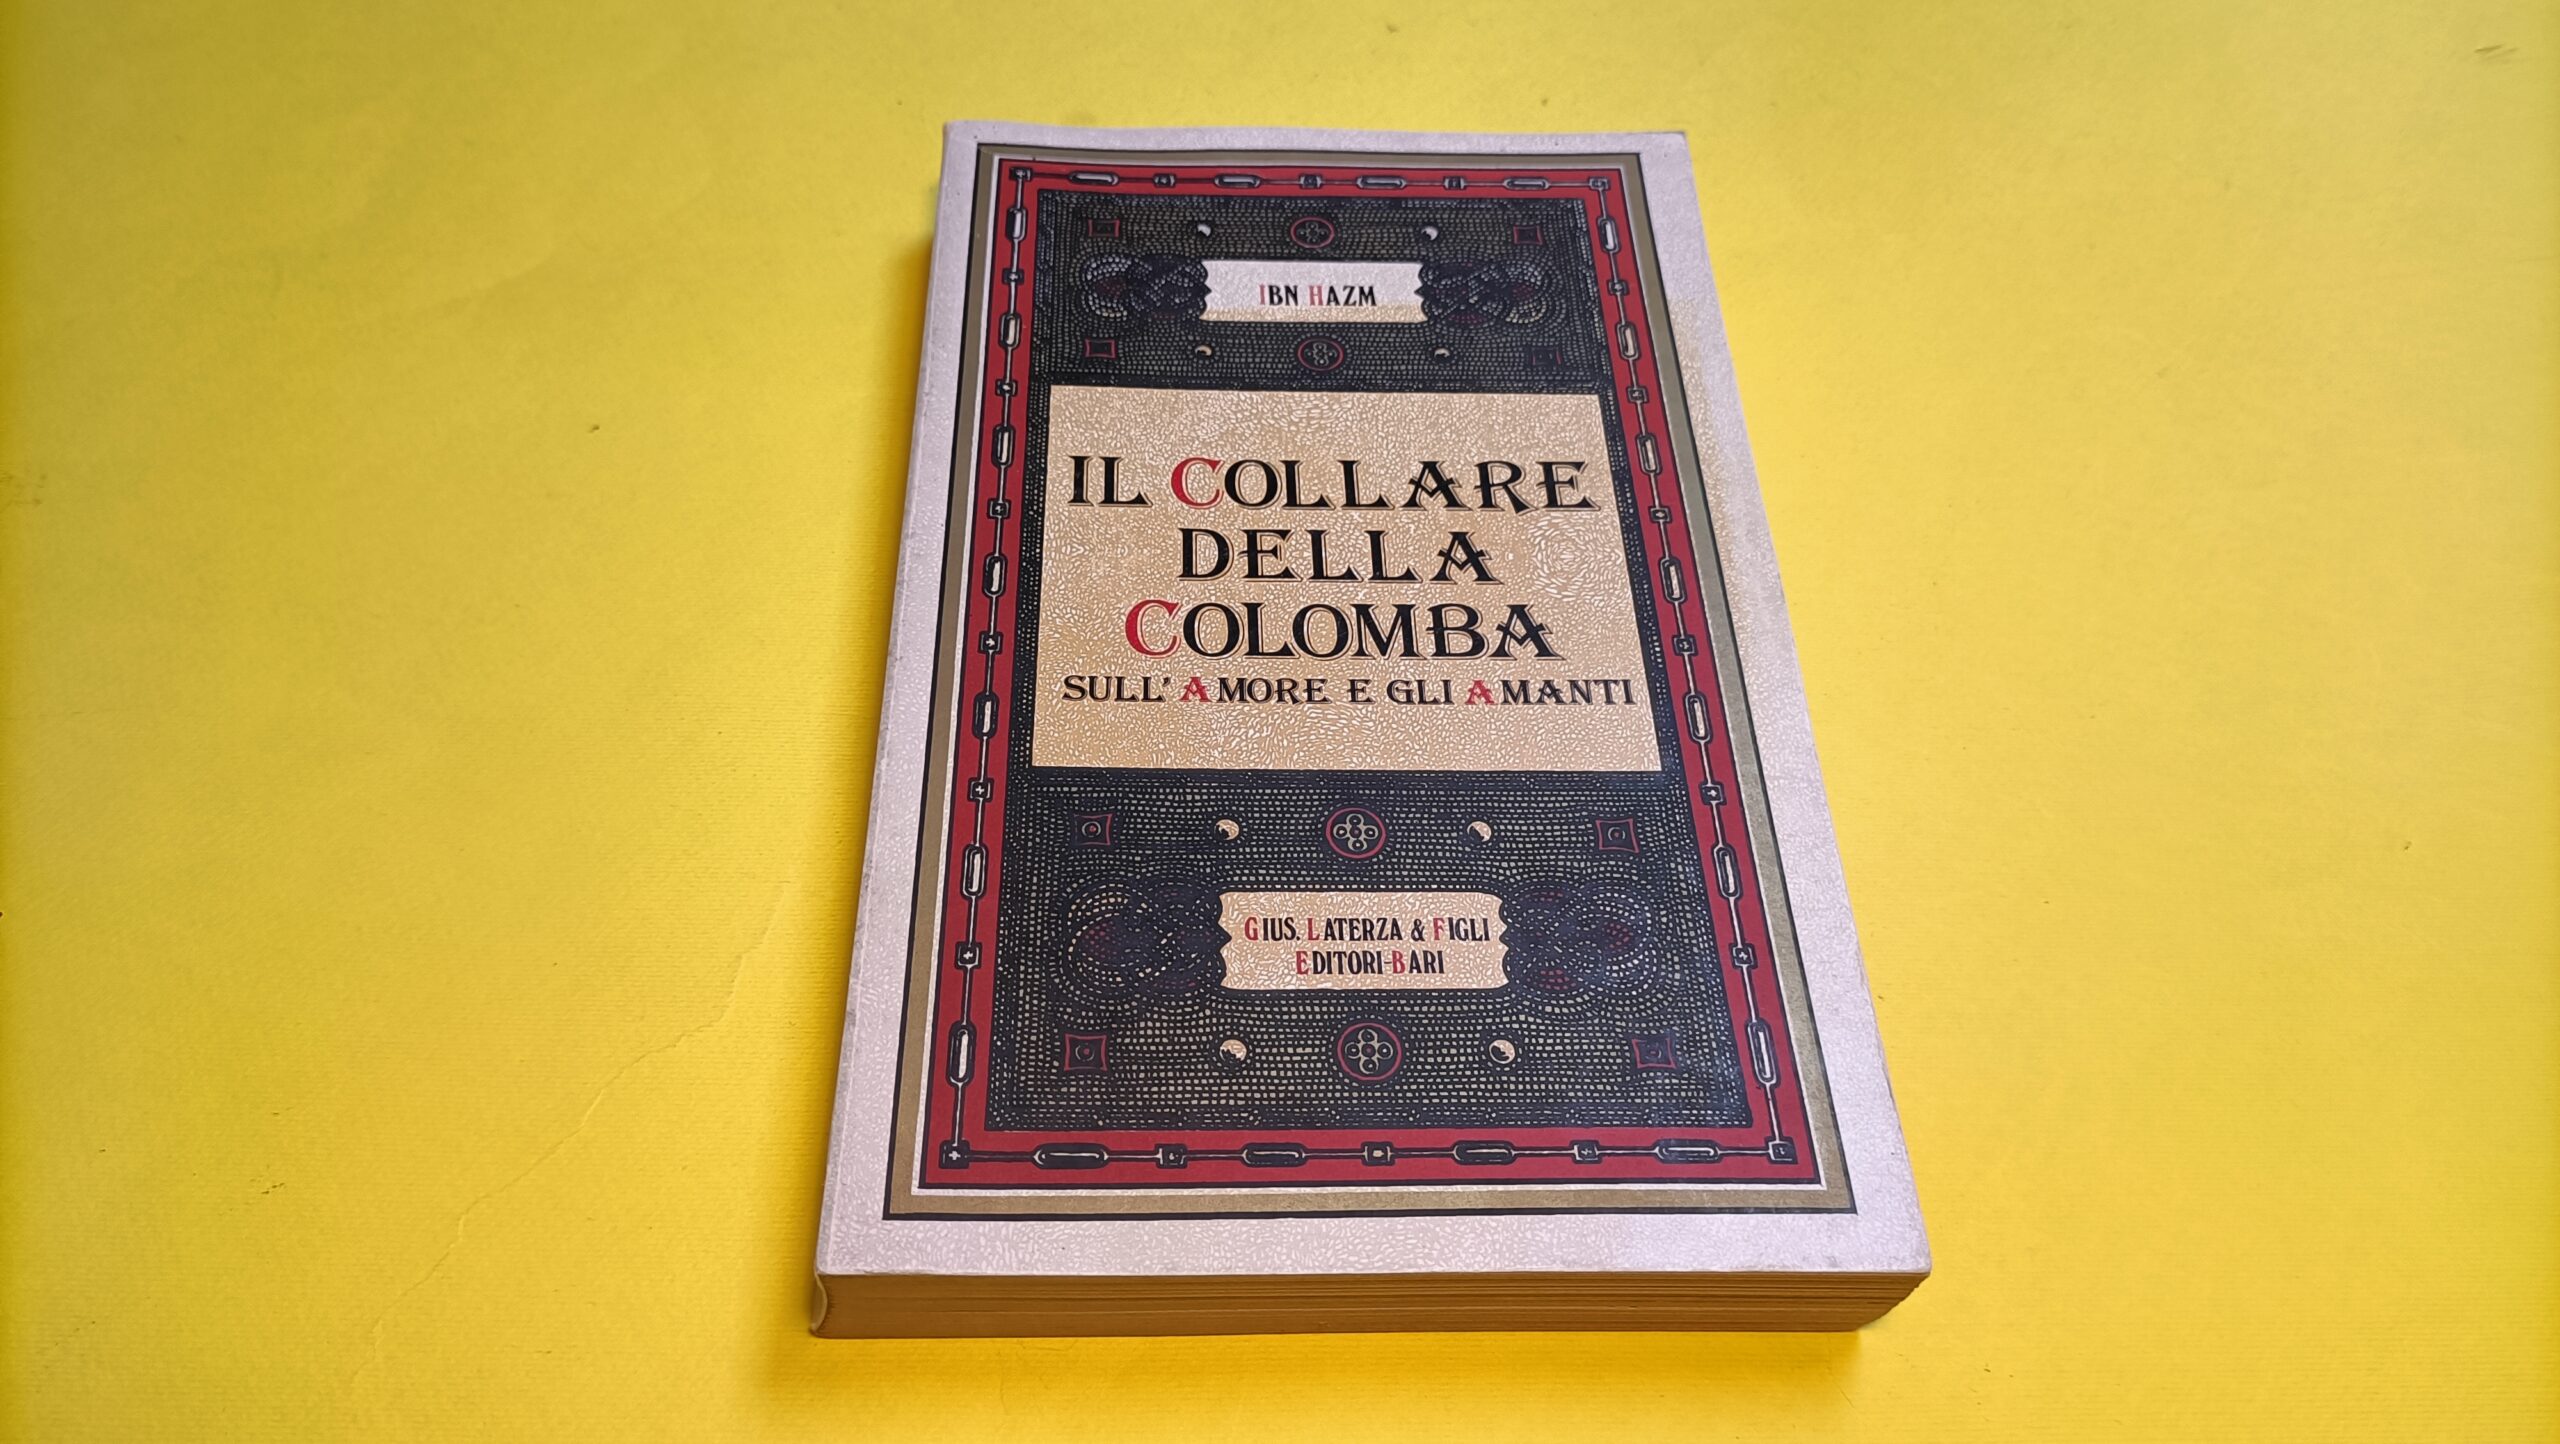 IBN HAZM
IL COLLARE
DELLA
COLOMBA
SULL'AMORE E GLI AMANTI
GIUS. LATERZA & FIGLI
EDITORI-BARI